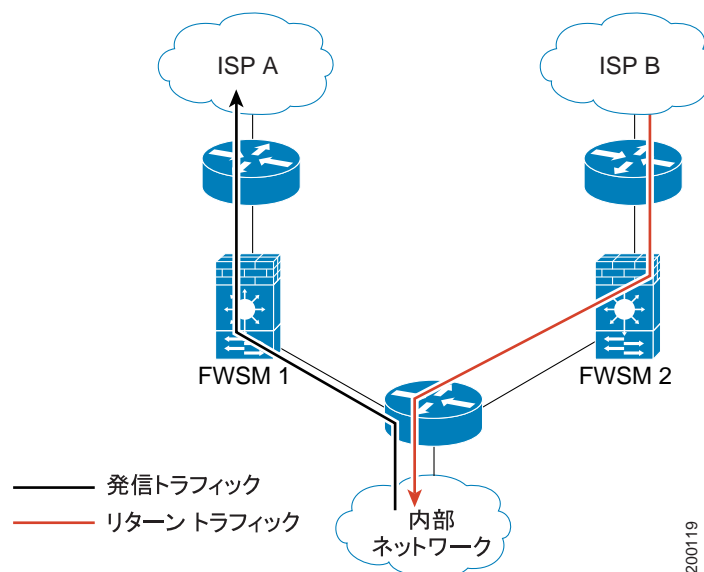 ISP A
ISP B
FWSM 1
FWSM 2
発信トラフィック
リターン トラフィック
内部
ネットワーク
200119